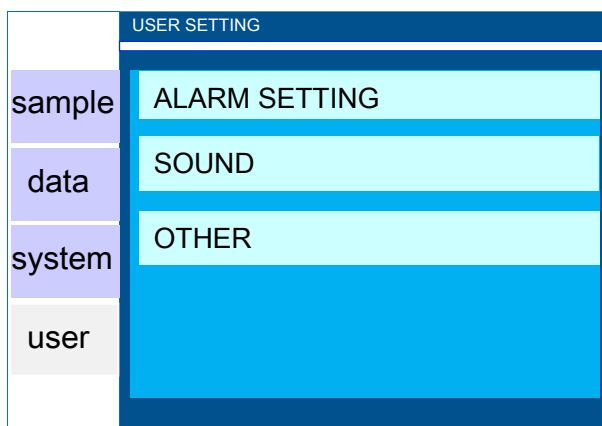 USER SETTING
sample
data
system
user
ALARM SETTING
SOUND
OTHER